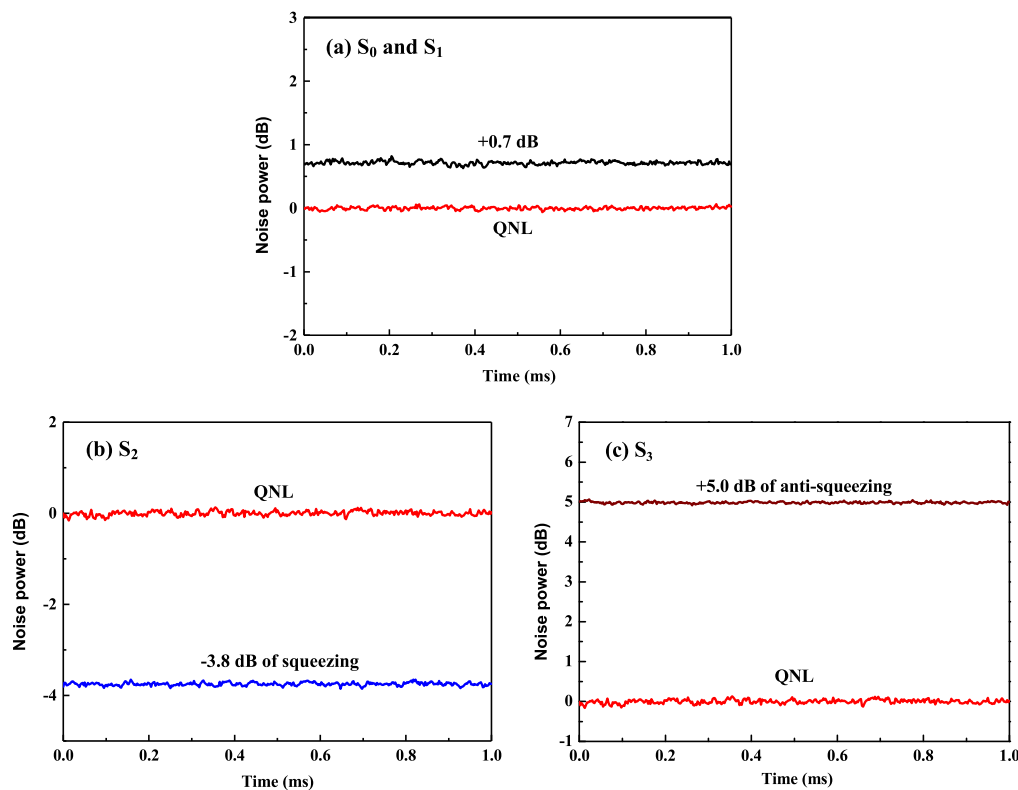 (a) S₀ and S₁
3
2
1
0
-1
-2
Noise power (dB)
+0.7 dB
QNL
0.0 0.2 0.4 0.6 0.8 1.0
Time (ms)
(b) S₂
2
0
-2
-4
Noise power (dB)
QNL
-3.8 dB of squeezing
0.0 0.2 0.4 0.6 0.8 1.0
Time (ms)
(c) S₃
7
6
5
4
3
2
1
0
-1
Noise power (dB)
+5.0 dB of anti-squeezing
QNL
0.0 0.2 0.4 0.6 0.8 1.0
Time (ms)